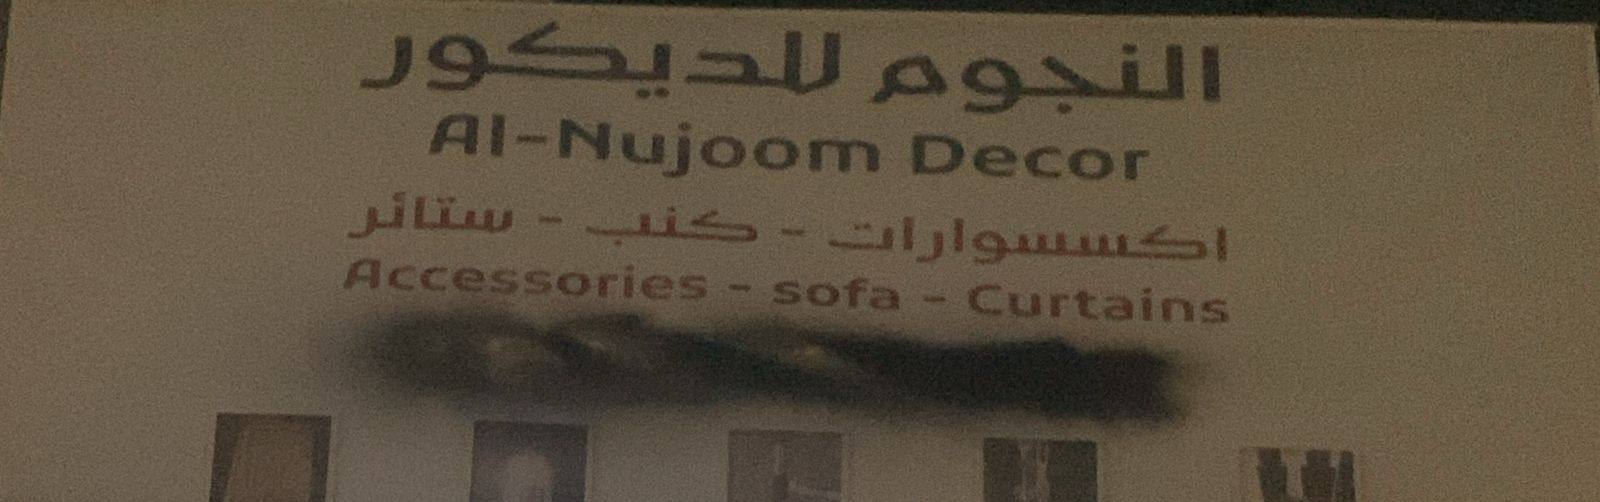 النجوم للديكور
Al-Nujoom Decor
اكسسوارات - كنب - ستائر
Accessories - sofa - Curtains